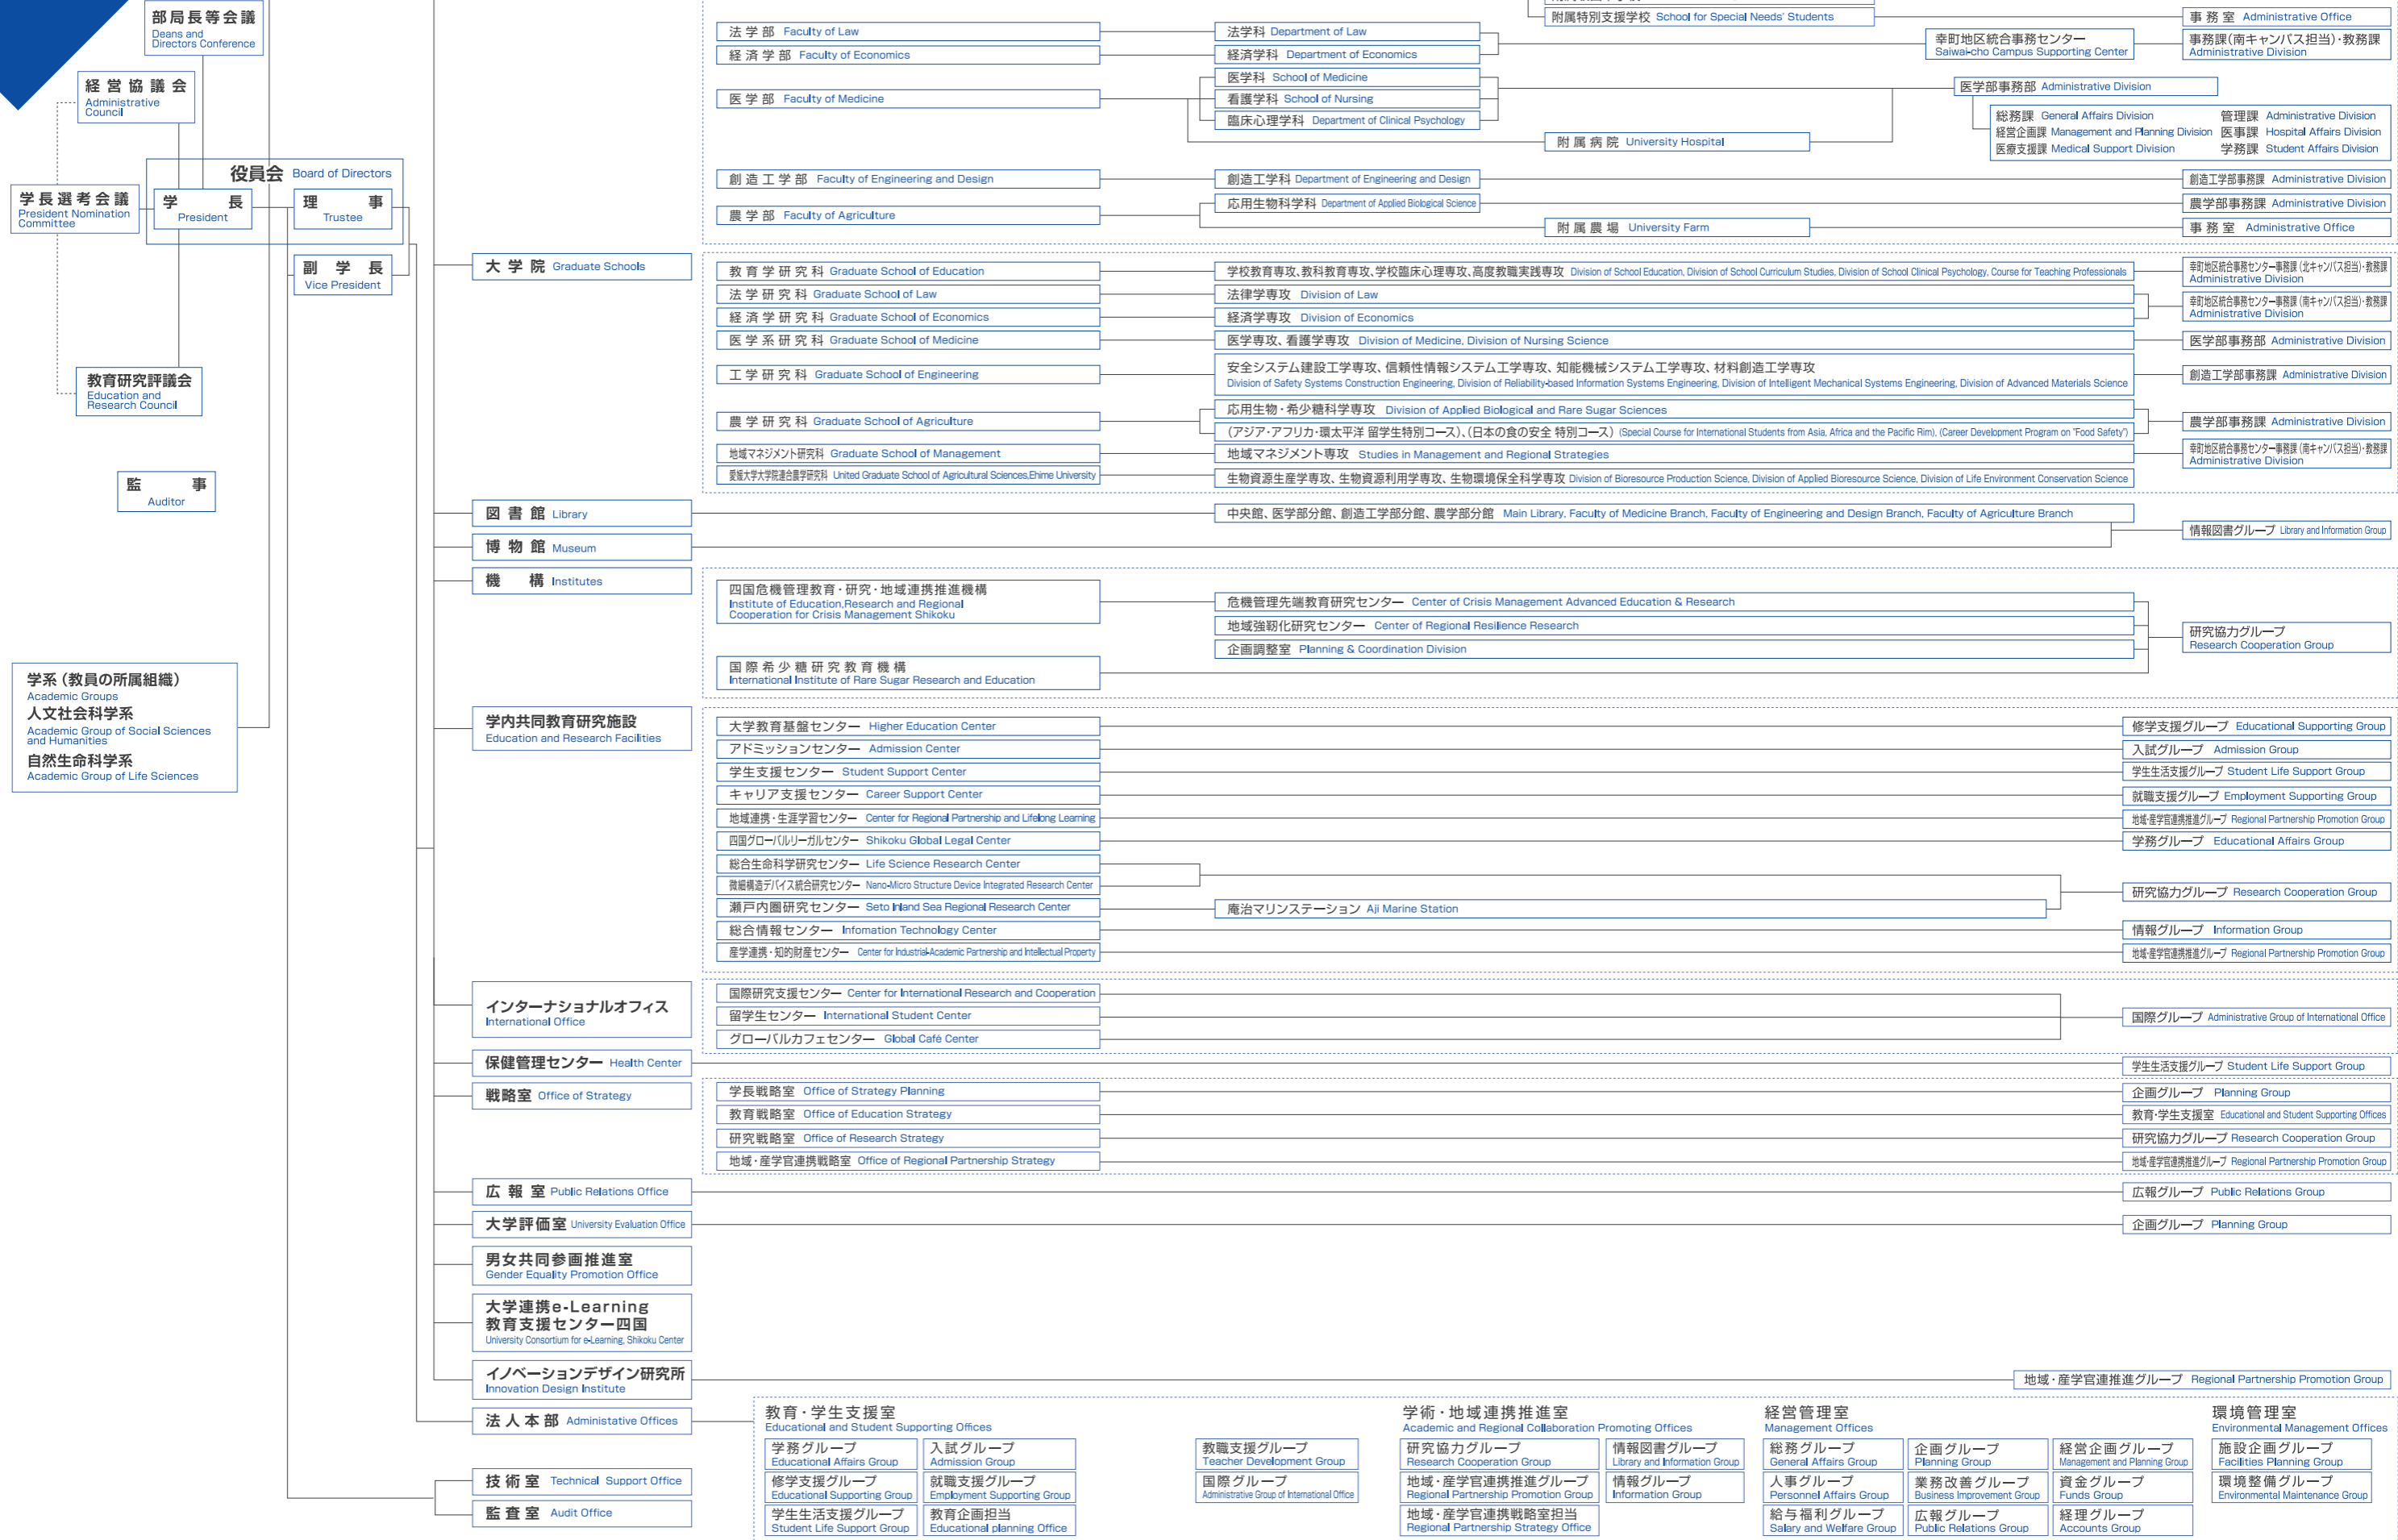 部局長等会議
Deans and
Directors Conference
経営協議会
Administrative
Council
役員会 Board of Directors
学長選考会議
President Nomination
Committee
学長
President
理事
Trustee
副学長
Vice President
教育研究評議会
Education and
Research Council
監事
Auditor
学系（教員の所属組織）
Academic Groups
人文社会科学系
Academic Group of Social Sciences
and Humanities
自然生命科学系
Academic Group of Life Sciences
附属特別支援学校 School for Special Needs' Students
事務室 Administrative Office
法学部 Faculty of Law
法学科 Department of Law
経済学部 Faculty of Economics
経済学科 Department of Economics
幸町地区統合事務センター
Saiwai-cho Campus Supporting Center
事務課(南キャンパス担当)・教務課
Administrative Division
医学部 Faculty of Medicine
医学科 School of Medicine
看護学科 School of Nursing
臨床心理学科 Department of Clinical Psychology
附属病院 University Hospital
医学部事務部 Administrative Division
総務課 General Affairs Division 管理課 Administrative Division
経営企画課 Management and Planning Division 医事課 Hospital Affairs Division
医療支援課 Medical Support Division 学務課 Student Affairs Division
創造工学部 Faculty of Engineering and Design
創造工学科 Department of Engineering and Design
創造工学部事務課 Administrative Division
農学部 Faculty of Agriculture
応用生物科学科 Department of Applied Biological Science
農学部事務課 Administrative Division
附属農場 University Farm
事務室 Administrative Office
大学院 Graduate Schools
教育学研究科 Graduate School of Education
学校教育専攻、教科教育専攻、学校臨床心理専攻、高度教職実践専攻 Division of School Education, Division of School Curriculum Studies, Division of School Clinical Psychology, Course for Teaching Professionals
幸町地区統合事務センター事務課(北キャンパス担当)・教務課
Administrative Division
法学研究科 Graduate School of Law
法律学専攻 Division of Law
経済学研究科 Graduate School of Economics
経済学専攻 Division of Economics
幸町地区統合事務センター事務課(南キャンパス担当)・教務課
Administrative Division
医学系研究科 Graduate School of Medicine
医学専攻、看護学専攻 Division of Medicine, Division of Nursing Science
医学部事務部 Administrative Division
工学研究科 Graduate School of Engineering
安全システム建設工学専攻、信頼性情報システム工学専攻、知能機械システム工学専攻、材料創造工学専攻
Division of Safety Systems Construction Engineering, Division of Reliability-based Information Systems Engineering, Division of Intelligent Mechanical Systems Engineering, Division of Advanced Materials Science
創造工学部事務課 Administrative Division
農学研究科 Graduate School of Agriculture
応用生物・希少糖科学専攻 Division of Applied Biological and Rare Sugar Sciences
(アジア・アフリカ・環太平洋 留学生特別コース)、(日本の食の安全 特別コース) (Special Course for International Students from Asia, Africa and the Pacific Rim), (Career Development Program on "Food Safety")
農学部事務課 Administrative Division
地域マネジメント研究科 Graduate School of Management
地域マネジメント専攻 Studies in Management and Regional Strategies
幸町地区統合事務センター事務課(南キャンパス担当)・教務課
Administrative Division
愛媛大学大学院連合農学研究科 United Graduate School of Agricultural Sciences,Ehime University
生物資源生産学専攻、生物資源利用学専攻、生物環境保全科学専攻 Division of Bioresource Production Science, Division of Applied Bioresource Science, Division of Life Environment Conservation Science
図書館 Library
中央館、医学部分館、創造工学部分館、農学部分館 Main Library, Faculty of Medicine Branch, Faculty of Engineering and Design Branch, Faculty of Agriculture Branch
情報図書グループ Library and Information Group
博物館 Museum
機構 Institutes
四国危機管理教育・研究・地域連携推進機構
Institute of Education,Research and Regional
Cooperation for Crisis Management Shikoku
危機管理先端教育研究センター Center of Crisis Management Advanced Education & Research
地域強靭化研究センター Center of Regional Resilience Research
企画調整室 Planning & Coordination Division
研究協力グループ
Research Cooperation Group
国際希少糖研究教育機構
International Institute of Rare Sugar Research and Education
学内共同教育研究施設
Education and Research Facilities
大学教育基盤センター Higher Education Center
修学支援グループ Educational Supporting Group
アドミッションセンター Admission Center
入試グループ Admission Group
学生支援センター Student Support Center
学生生活支援グループ Student Life Support Group
キャリア支援センター Career Support Center
就職支援グループ Employment Supporting Group
地域連携・生涯学習センター Center for Regional Partnership and Lifelong Learning
地域・産学官連携推進グループ Regional Partnership Promotion Group
四国グローバルリーガルセンター Shikoku Global Legal Center
学務グループ Educational Affairs Group
総合生命科学研究センター Life Science Research Center
微細構造デバイス統合研究センター Nano-Micro Structure Device Integrated Research Center
瀬戸内圏研究センター Seto Inland Sea Regional Research Center
庵治マリンステーション Aji Marine Station
研究協力グループ Research Cooperation Group
総合情報センター Infomation Technology Center
情報グループ Information Group
産学連携・知的財産センター Center for Industrial-Academic Partnership and Intellectual Property
地域・産学官連携推進グループ Regional Partnership Promotion Group
インターナショナルオフィス
International Office
国際研究支援センター Center for International Research and Cooperation
留学生センター International Student Center
グローバルカフェセンター Global Café Center
国際グループ Administrative Group of International Office
保健管理センター Health Center
学生生活支援グループ Student Life Support Group
戦略室 Office of Strategy
学長戦略室 Office of Strategy Planning
企画グループ Planning Group
教育戦略室 Office of Education Strategy
教育・学生支援室 Educational and Student Supporting Offices
研究戦略室 Office of Research Strategy
研究協力グループ Research Cooperation Group
地域・産学官連携戦略室 Office of Regional Partnership Strategy
地域・産学官連携推進グループ Regional Partnership Promotion Group
広報室 Public Relations Office
広報グループ Public Relations Group
大学評価室 University Evaluation Office
企画グループ Planning Group
男女共同参画推進室
Gender Equality Promotion Office
大学連携e-Learning
教育支援センター四国
University Consortium for e-Learning, Shikoku Center
イノベーションデザイン研究所
Innovation Design Institute
地域・産学官連携推進グループ Regional Partnership Promotion Group
法人本部 Administative Offices
教育・学生支援室
Educational and Student Supporting Offices
学務グループ
Educational Affairs Group
入試グループ
Admission Group
修学支援グループ
Educational Supporting Group
就職支援グループ
Employment Supporting Group
学生生活支援グループ
Student Life Support Group
教育企画担当
Educational planning Office
教職支援グループ
Teacher Development Group
国際グループ
Administrative Group of International Office
学術・地域連携推進室
Academic and Regional Collaboration Promoting Offices
研究協力グループ
Research Cooperation Group
情報図書グループ
Library and Information Group
地域・産学官連携推進グループ
Regional Partnership Promotion Group
情報グループ
Information Group
地域・産学官連携戦略室担当
Regional Partnership Strategy Office
経営管理室
Management Offices
総務グループ
General Affairs Group
企画グループ
Planning Group
経営企画グループ
Management and Planning Group
人事グループ
Personnel Affairs Group
業務改善グループ
Business Improvement Group
資金グループ
Funds Group
給与福利グループ
Salary and Welfare Group
広報グループ
Public Relations Group
経理グループ
Accounts Group
環境管理室
Environmental Management Offices
施設企画グループ
Facilities Planning Group
環境整備グループ
Environmental Maintenance Group
技術室 Technical Support Office
監査室 Audit Office